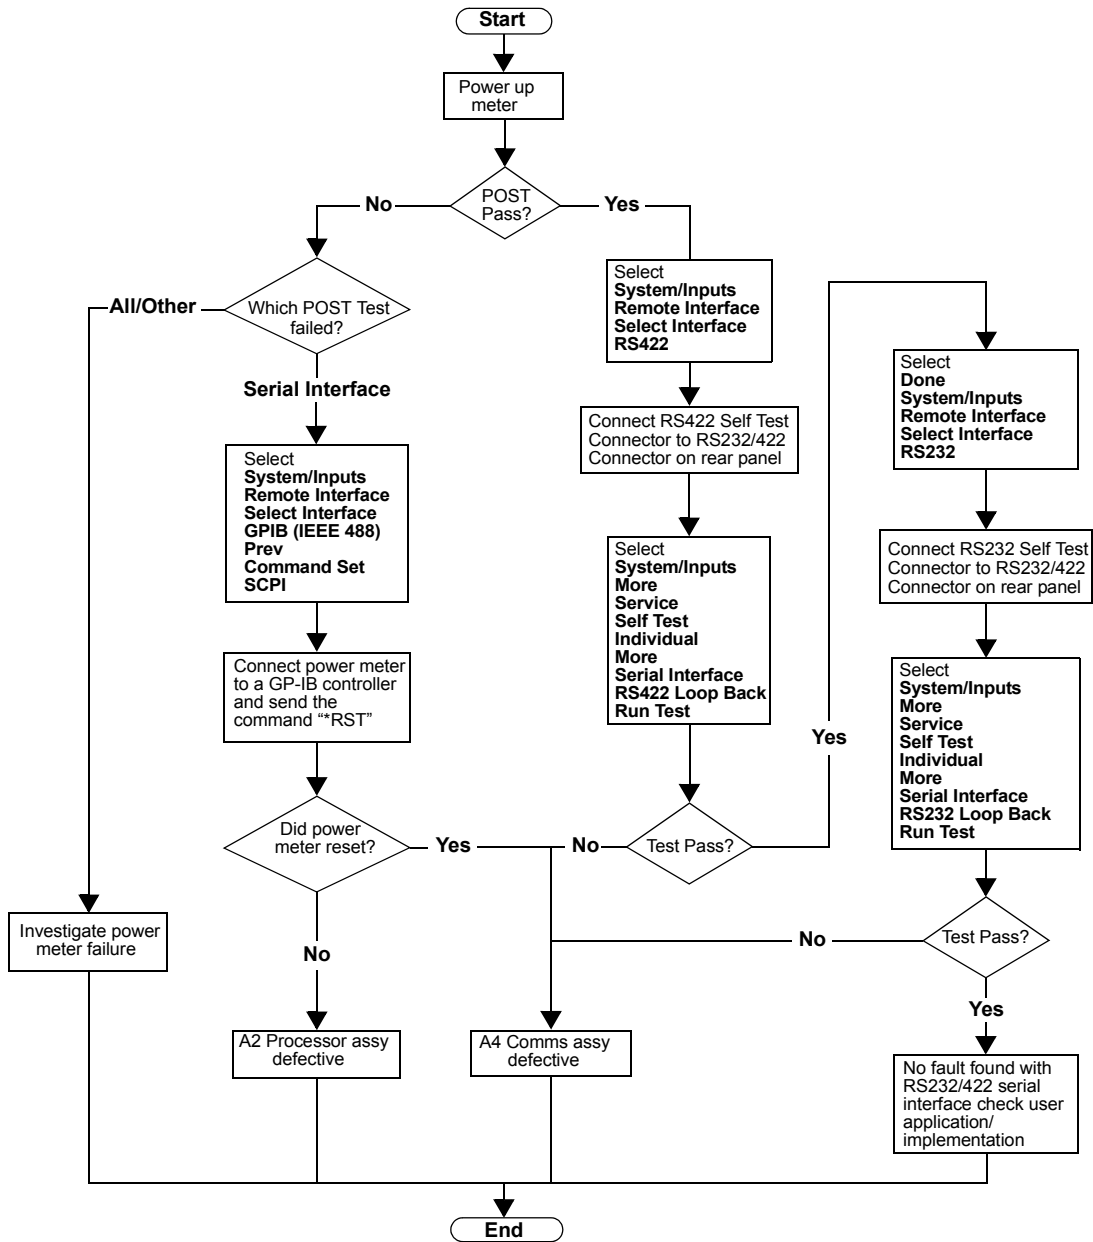 Start
Power up
meter
POST
Pass?
No
Yes
Which POST Test
failed?
All/Other
Serial Interface
Select
System/Inputs
Remote Interface
Select Interface
GPIB (IEEE 488)
Prev
Command Set
SCPI
Connect power meter
to a GP-IB controller
and send the
command “*RST”
Did power
meter reset?
Yes
No
Investigate power
meter failure
A2 Processor assy
defective
A4 Comms assy
defective
Select
System/Inputs
Remote Interface
Select Interface
RS422
Connect RS422 Self Test
Connector to RS232/422
Connector on rear panel
Select
System/Inputs
More
Service
Self Test
Individual
More
Serial Interface
RS422 Loop Back
Run Test
Test Pass?
No
Yes
Select
Done
System/Inputs
Remote Interface
Select Interface
RS232
Connect RS232 Self Test
Connector to RS232/422
Connector on rear panel
Select
System/Inputs
More
Service
Self Test
Individual
More
Serial Interface
RS232 Loop Back
Run Test
Test Pass?
No
Yes
No fault found with
RS232/422 serial
interface check user
application/
implementation
End